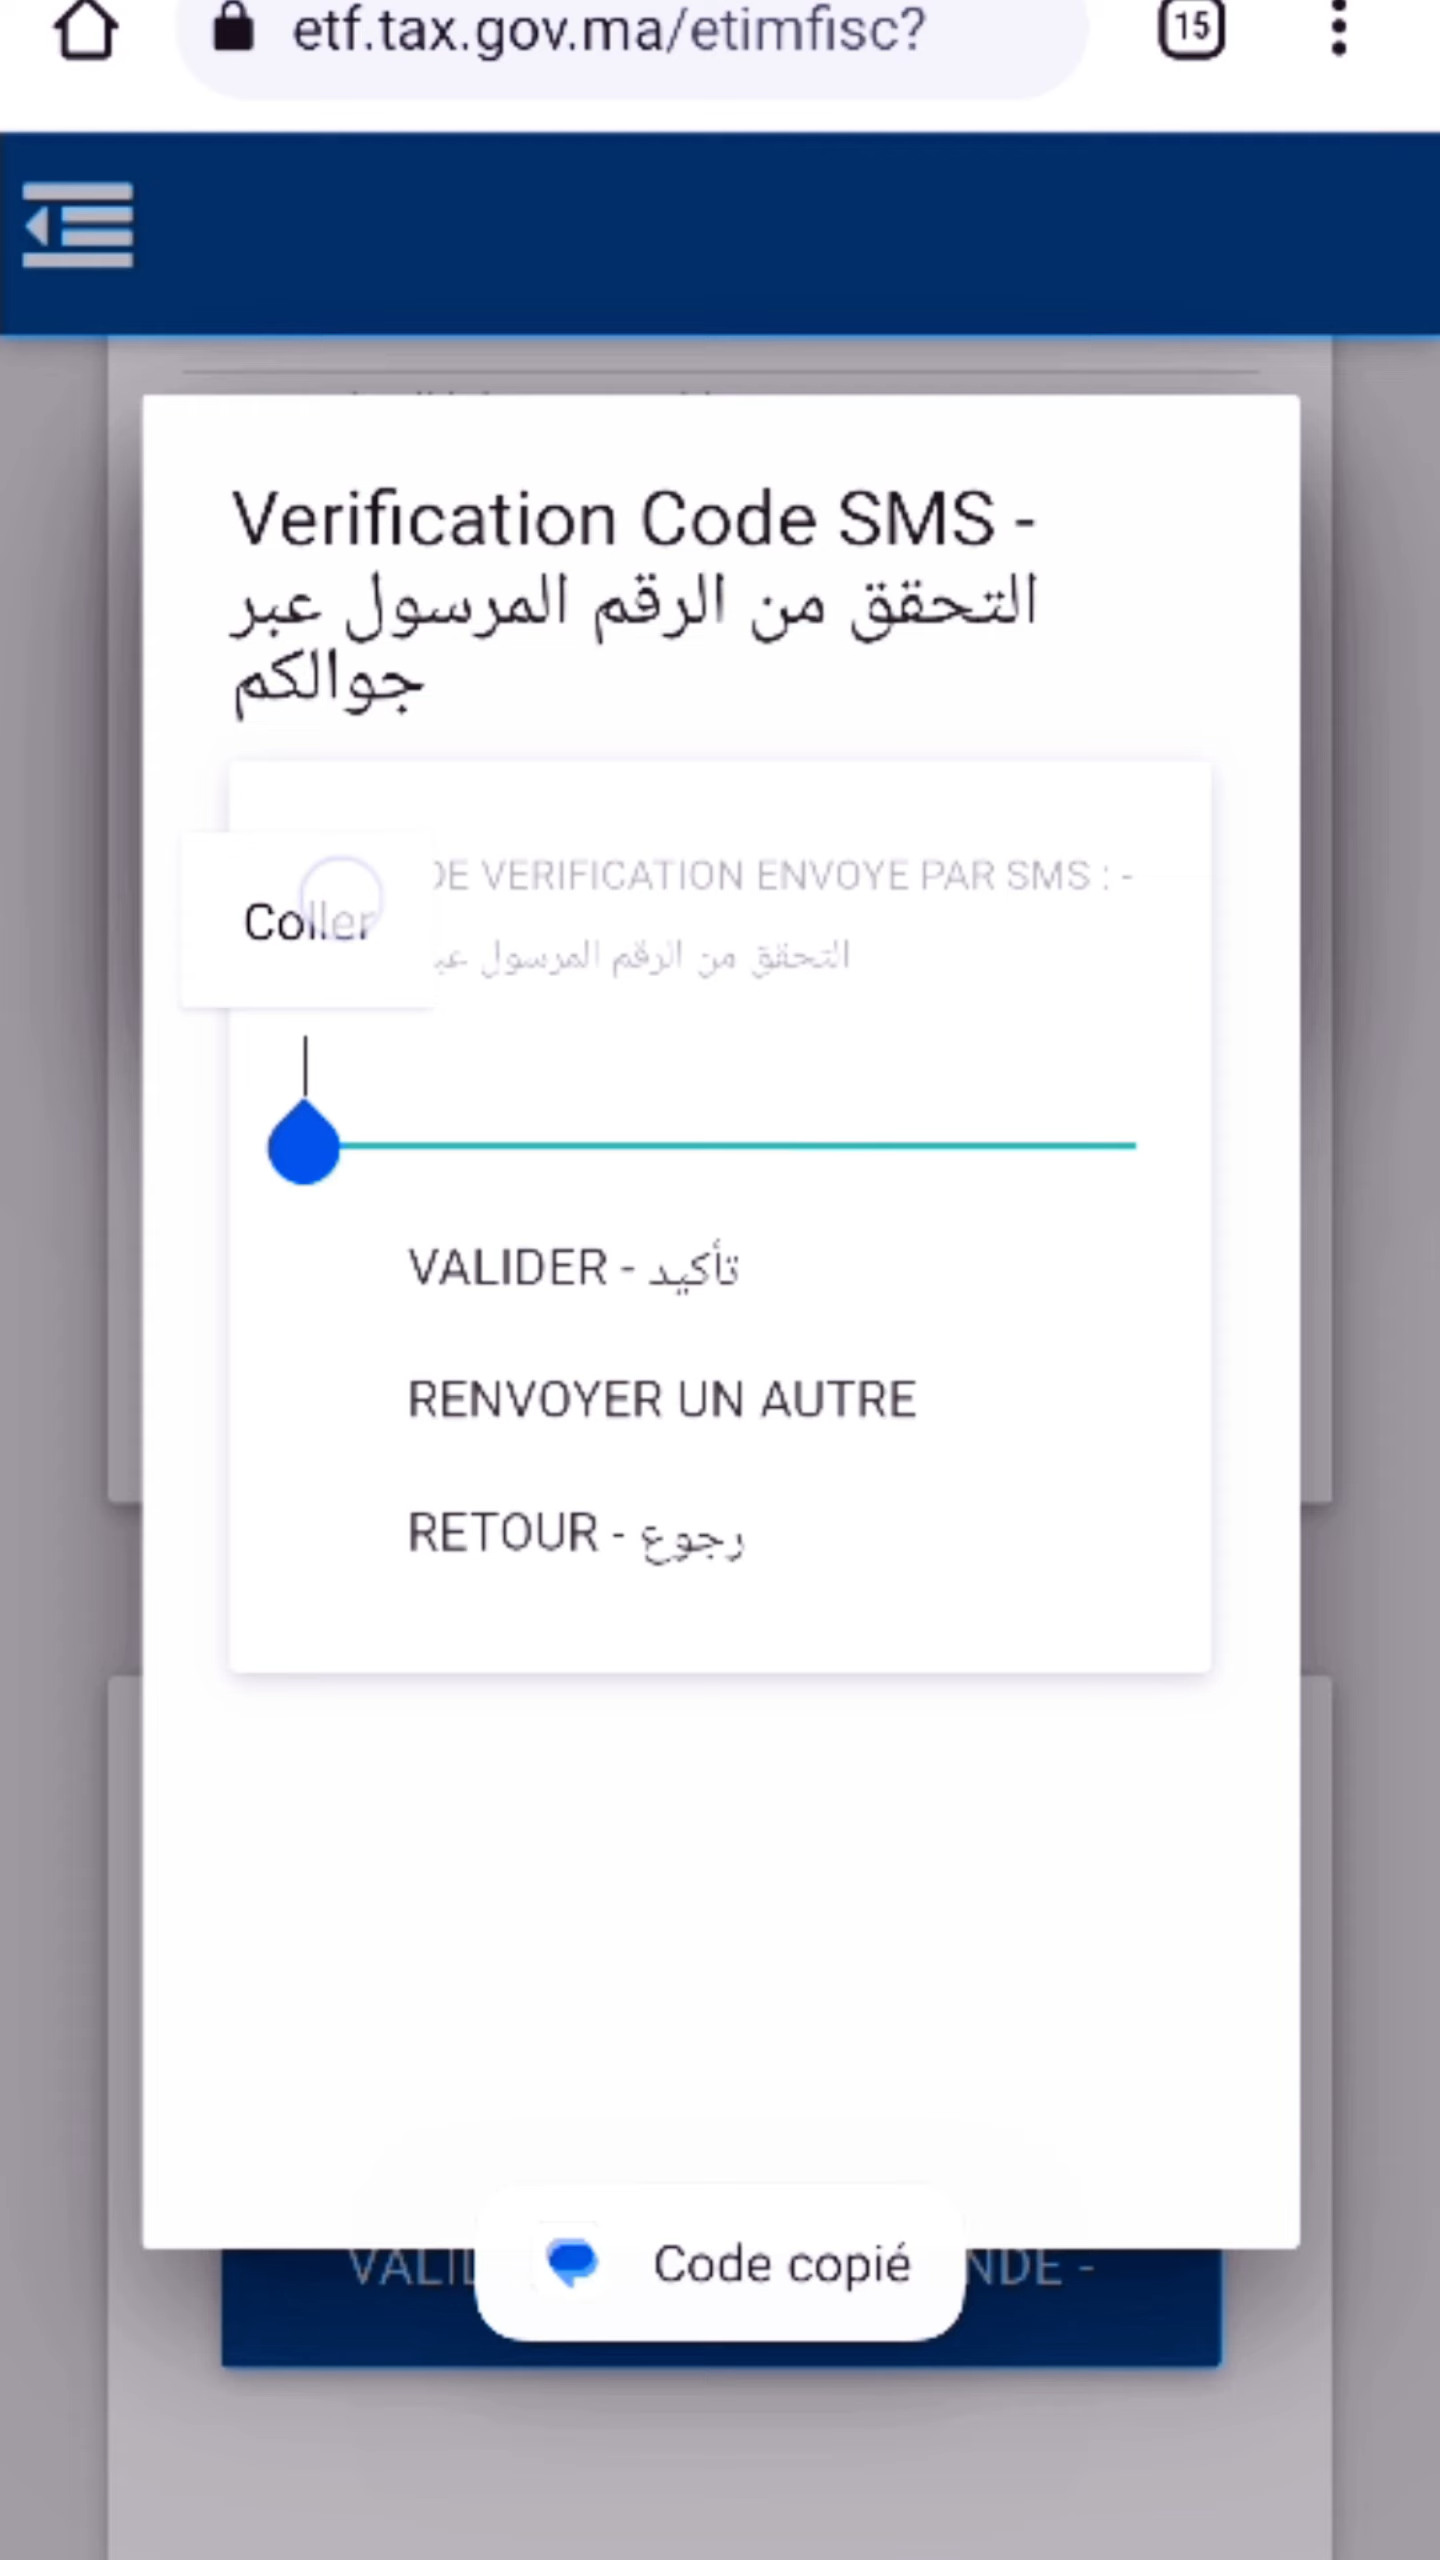 etf.tax.gov.ma/etimfisc?
15
Verification Code SMS -
التحقق من الرقم المرسول عبر
جوالكم
DE VERIFICATION ENVOYE PAR SMS : -
Coller
التحقق من الرقم المرسول
VALIDER - تأكيد
RENVOYER UN AUTRE
RETOUR - رجوع
Code copié